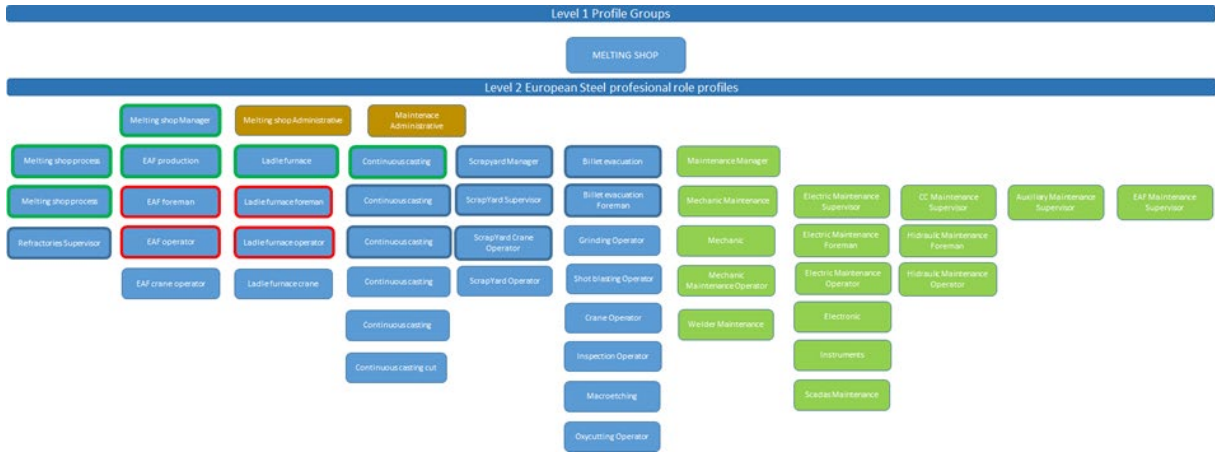 Level 1 Profile Groups
MELTING SHOP
Level 2 European Steel profesional role profiles
Melting shop Manager
Melting shop Administrative
Maintenace
Administrative
Melting shop process
EAF production
Ladle furnace
Continuous casting
Scrapyard Manager
Billet evacuation
Maintenance Manager
Melting shop process
EAF foreman
Ladle furnace foreman
Continuous casting
ScrapYard Supervisor
Billet evacuation
Foreman
Mechanic Maintenance
Electric Maintenance
Supervisor
CC Maintenance
Supervisor
Auxiliary Maintenance
Supervisor
EAF Maintenance
Supervisor
Refractories Supervisor
EAF operator
Ladle furnace operator
Continuous casting
ScrapYard Crane
Operator
Grinding Operator
Mechanic
Electric Maintenance
Foreman
Hidraulic Maintenance
Foreman
EAF crane operator
Ladle furnace crane
Continuous casting
ScrapYard Operator
Shot blasting Operator
Mechanic
Maintenance Operator
Electric Maintenance
Operator
Hidraulic Maintenance
Operator
Continuous casting
Crane Operator
Welder Maintenance
Electronic
Continuous casting cut
Inspection Operator
Instruments
Macroetching
Scadas Maintenance
Oxycutting Operator